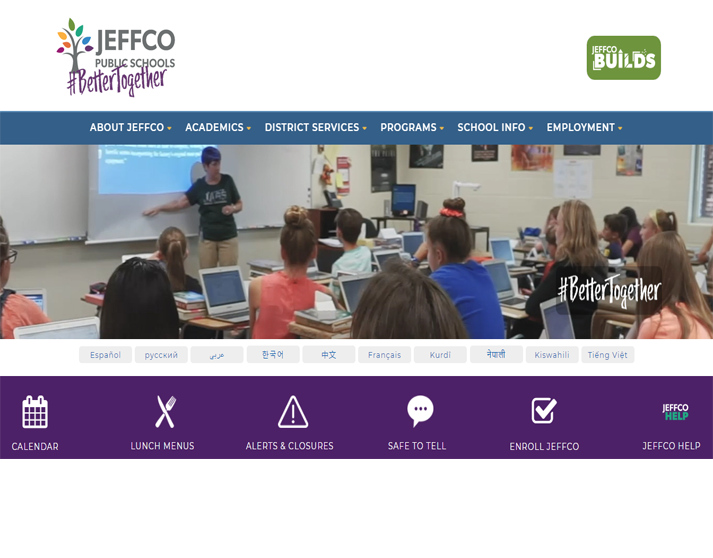 JEFFCO
PUBLIC SCHOOLS
#BetterTogether
JEFFCO
BUILDS
ABOUT JEFFCO
ACADEMICS
DISTRICT SERVICES
PROGRAMS
SCHOOL INFO
EMPLOYMENT
#BetterTogether
Español
русский
عربي
한국어
中文
Français
Kurdî
नेपाली
Kiswahili
Tiếng Việt
CALENDAR
LUNCH MENUS
ALERTS & CLOSURES
SAFE TO TELL
ENROLL JEFFCO
JEFFCO
HELP
JEFFCO HELP